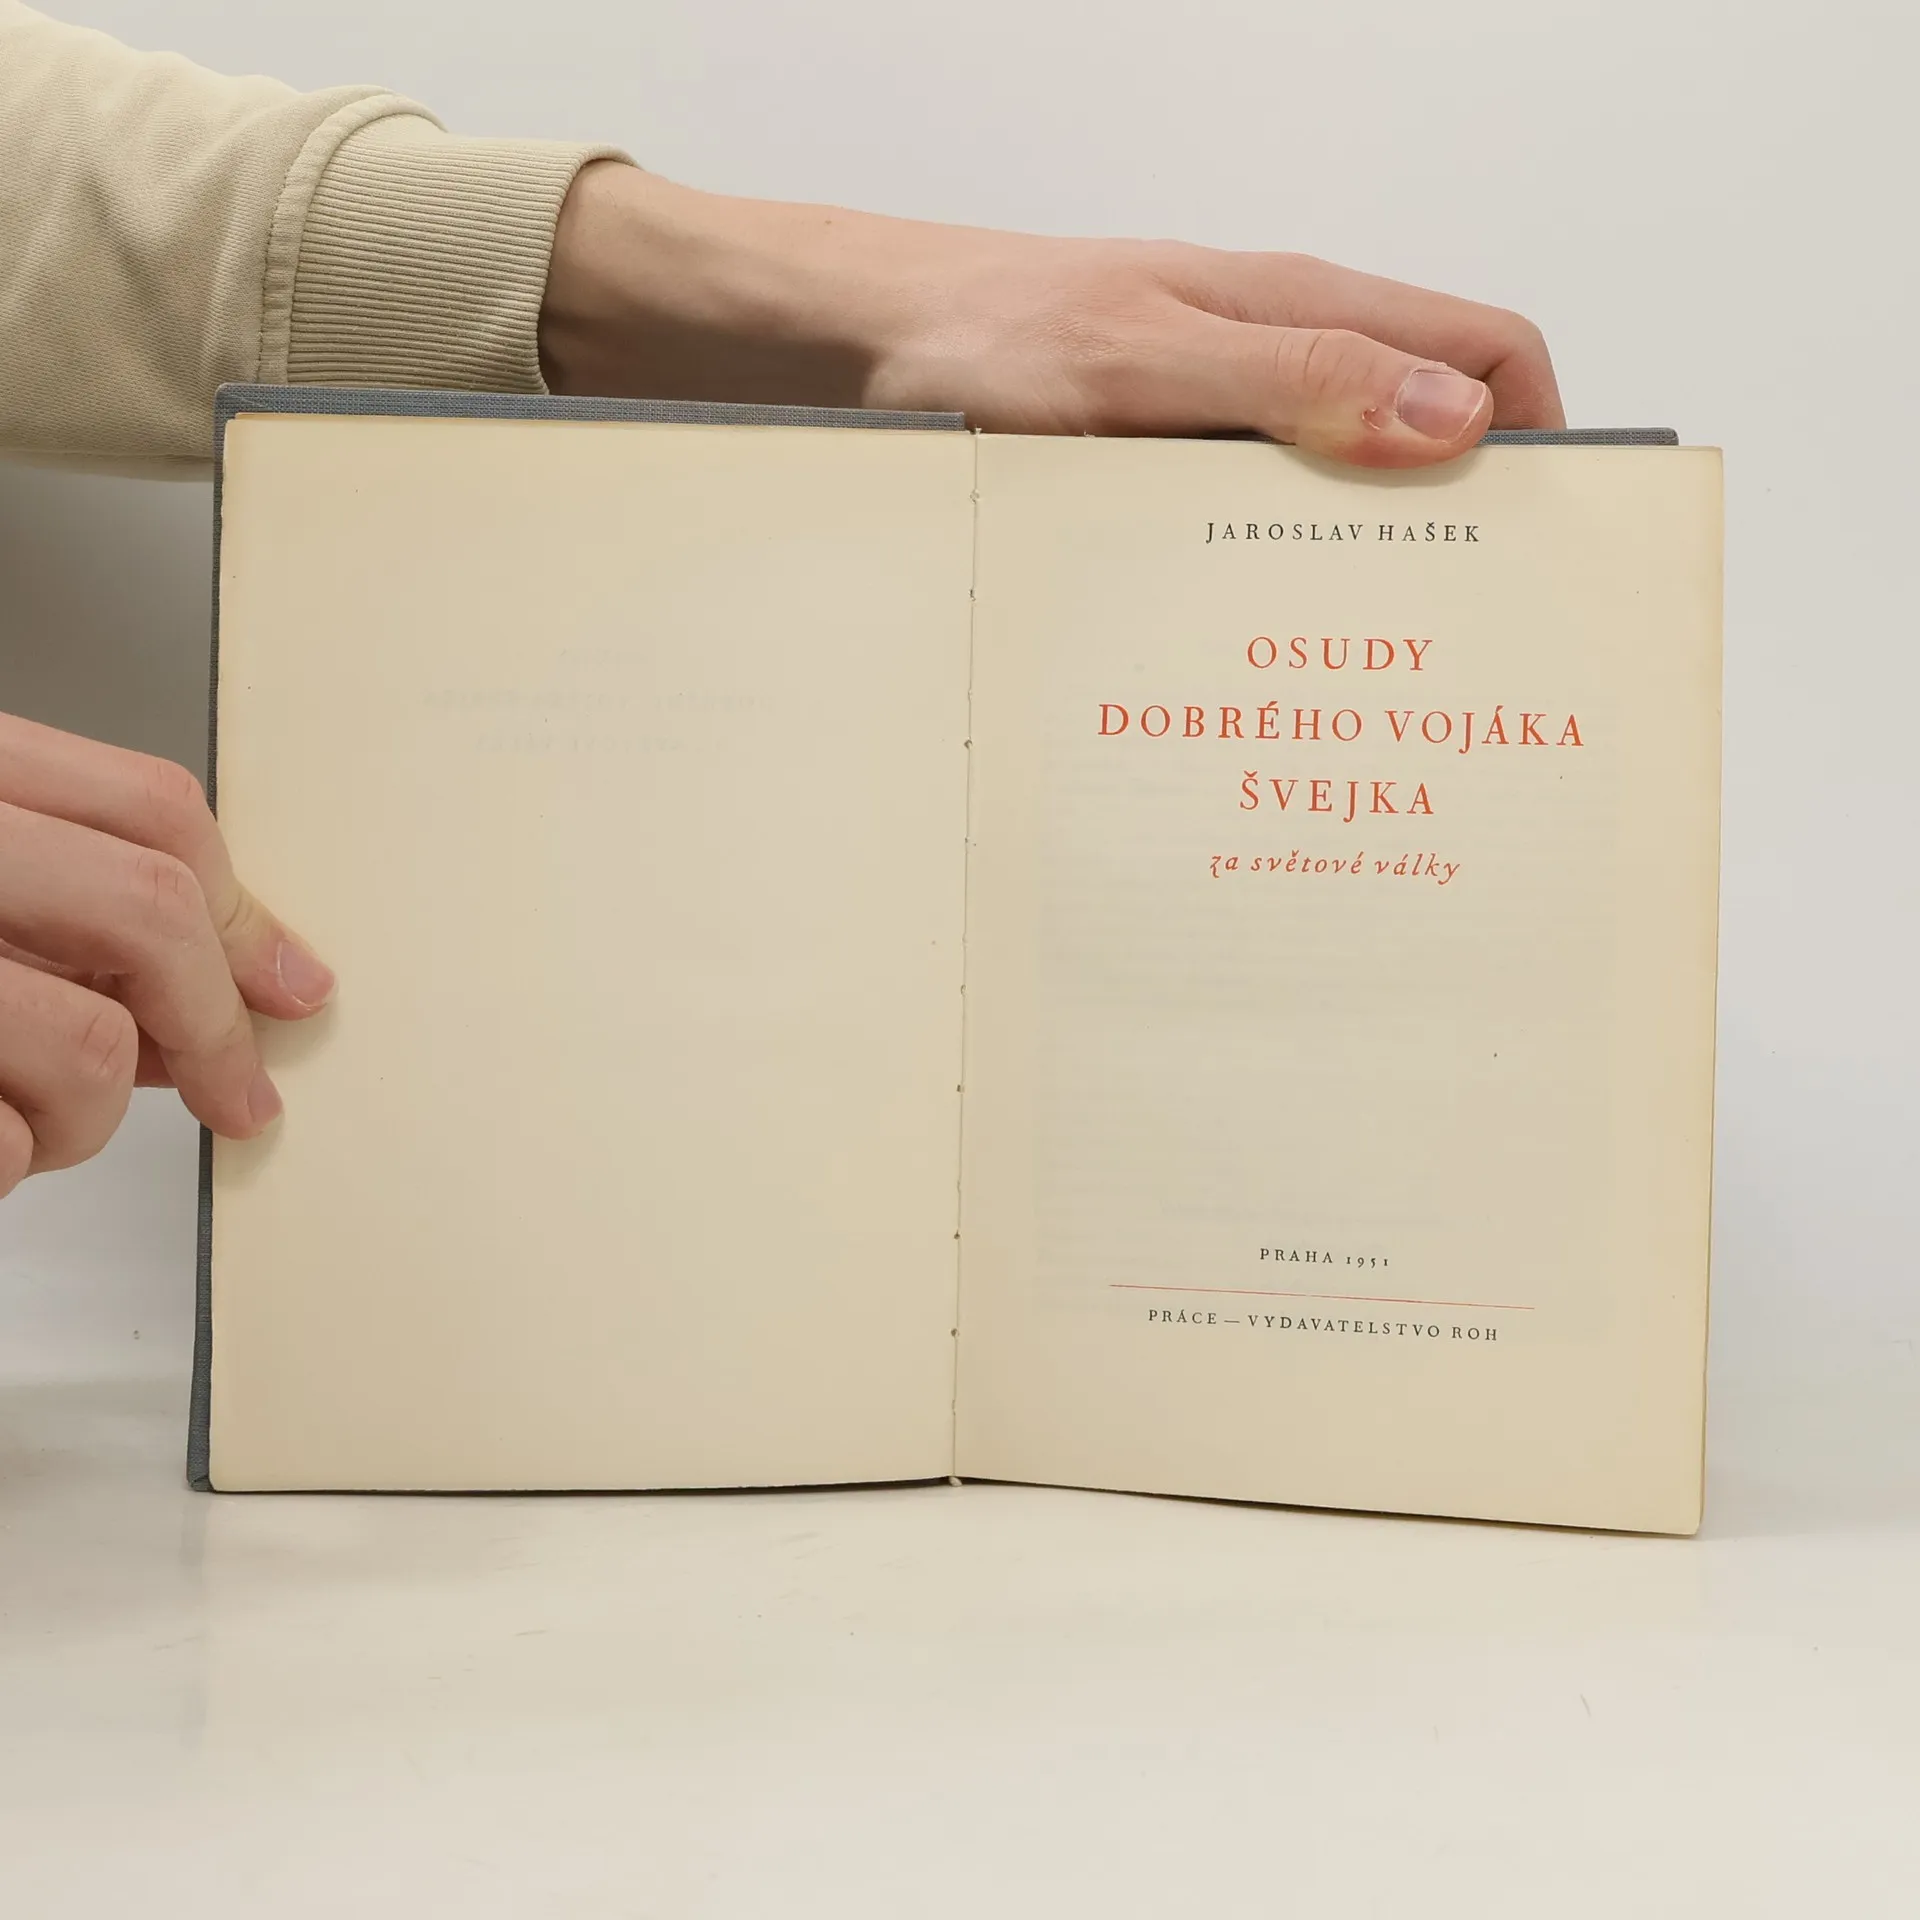 JAROSLAV HAŠEK
OSUDY
DOBRÉHO VOJÁKA
ŠVEJKA
za světové války
PRAHA 1951
PRÁCE — VYDAVATELSTVO ROH